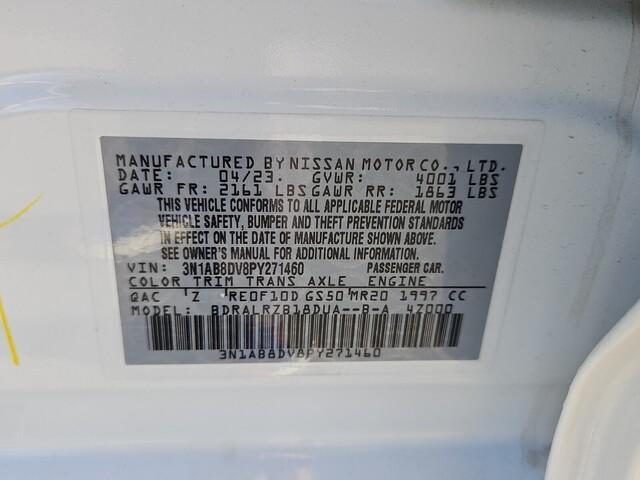 MANUFACTURED BY NISSAN MOTOR CO., LTD.
DATE: 04/23. GVWR: 4001 LBS
GAWR FR: 2161 LBS GAWR RR: 1863 LBS
THIS VEHICLE CONFORMS TO ALL APPLICABLE FEDERAL MOTOR
VEHICLE SAFETY, BUMPER AND THEFT PREVENTION STANDARDS
IN EFFECT ON THE DATE OF MANUFACTURE SHOWN ABOVE.
SEE OWNER'S MANUAL FOR ADDITIONAL INFORMATION.
VIN: 3N1AB8DV8PY271460 PASSENGER CAR.
COLOR TRIM TRANS AXLE ENGINE
QAC Z RE0F10D GS50 MR20 1997 CC
MODEL: BDRALRZB18DUA--B-A 4Z000
3N1AB8DV8PY271460